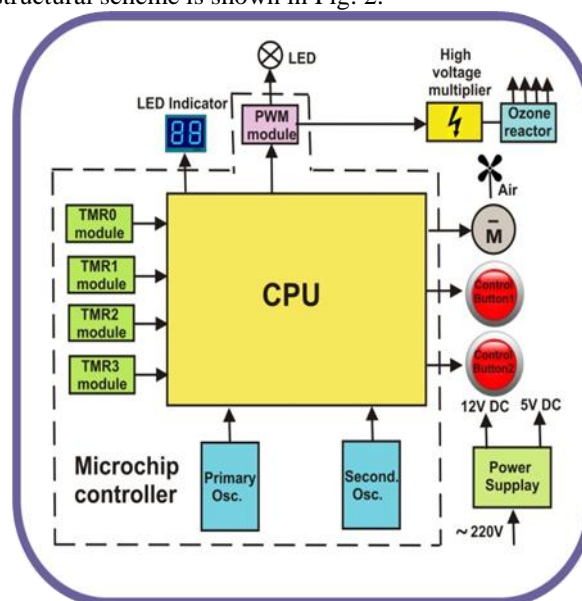 structural scheme is shown in Fig. 2.
LED
High
voltage
multiplier
LED Indicator
88
PWM
module
Ozone
reactor
Air
TMR0
module
M
TMR1
module
CPU
Control
Button1
TMR2
module
TMR3
module
Control
Button2
12V DC
5V DC
Microchip
controller
Primary
Osc.
Second.
Osc.
Power
Supplay
~220V